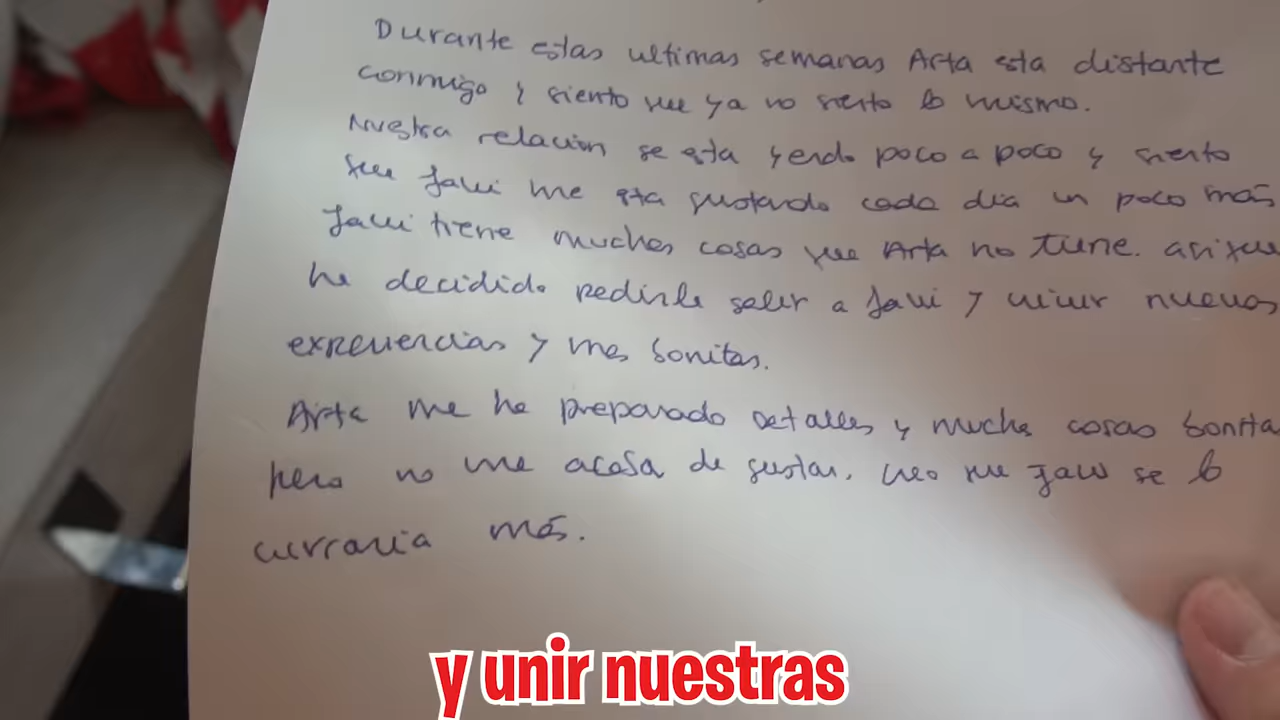 Durante estas ultimas semanas Arta esta distante
conmigo y siento que ya no siento lo mismo.
Nuestra relacion se esta yendo poco a poco y siento
que Javi me esta gustando cada dia un poco más
Javi tiene muchas cosas que Arta no tiene. asi que
he decidido pedirle salir a Javi y vivir nuevas
experiencias y mas bonitas.
Arta me ha preparado detalles y mucha cosas bonita
pero no me acaba de gustar. creo que Javi se lo
curraria más.
y unir nuestras